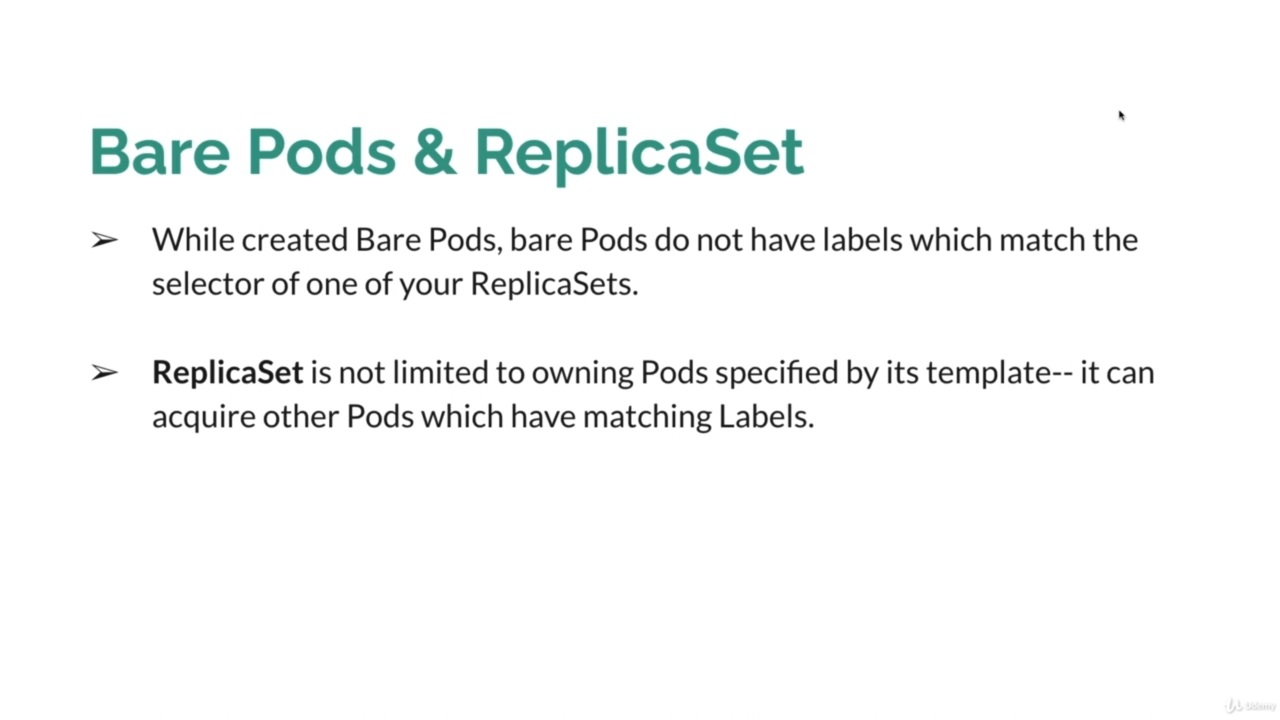 Bare Pods & ReplicaSet
➢ While created Bare Pods, bare Pods do not have labels which match the
selector of one of your ReplicaSets.
➢ ReplicaSet is not limited to owning Pods specified by its template-- it can
acquire other Pods which have matching Labels.
Udemy